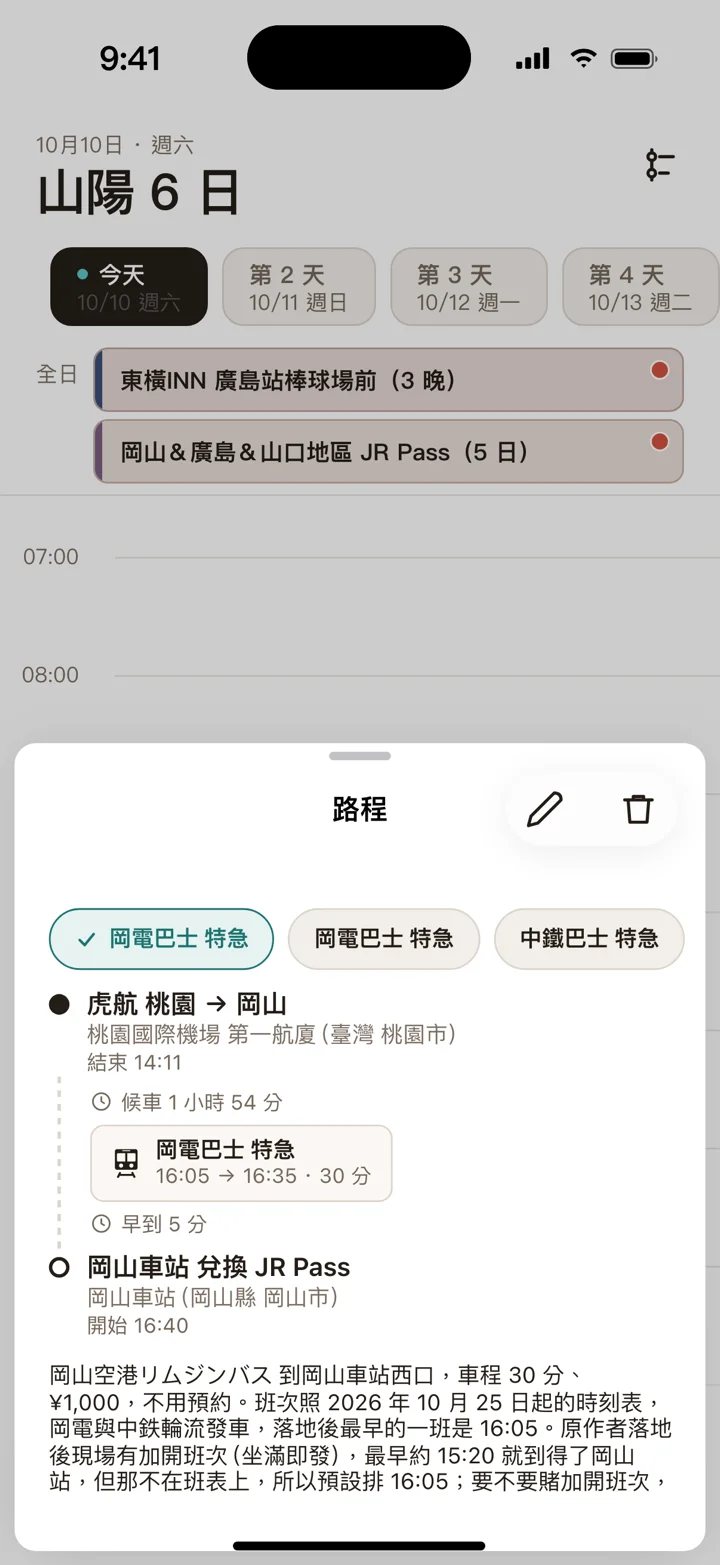 9:41
10月10日 · 週六
山陽 6 日
今天
10/10 週六
第 2 天
10/11 週日
第 3 天
10/12 週一
第 4 天
10/13 週二
全日
東橫INN 廣島站棒球場前（3 晚）
岡山＆廣島＆山口地區 JR Pass（5 日）
07:00
08:00
路程
岡電巴士 特急
岡電巴士 特急
中鐵巴士 特急
虎航 桃園 → 岡山
桃園國際機場 第一航廈（臺灣 桃園市）
結束 14:11
候車 1 小時 54 分
岡電巴士 特急
16:05 → 16:35 · 30 分
早到 5 分
岡山車站 兌換 JR Pass
岡山車站（岡山縣 岡山市）
開始 16:40
岡山空港リムジンバス 到岡山車站西口，車程 30 分、
¥1,000，不用預約。班次照 2026 年 10 月 25 日起的時刻表，
岡電與中鉄輪流發車，落地後最早的一班是 16:05。原作者落地
後現場有加開班次（坐滿即發），最早約 15:20 就到得了岡山
站，但那不在班表上，所以預設排 16:05；要不要賭加開班次，